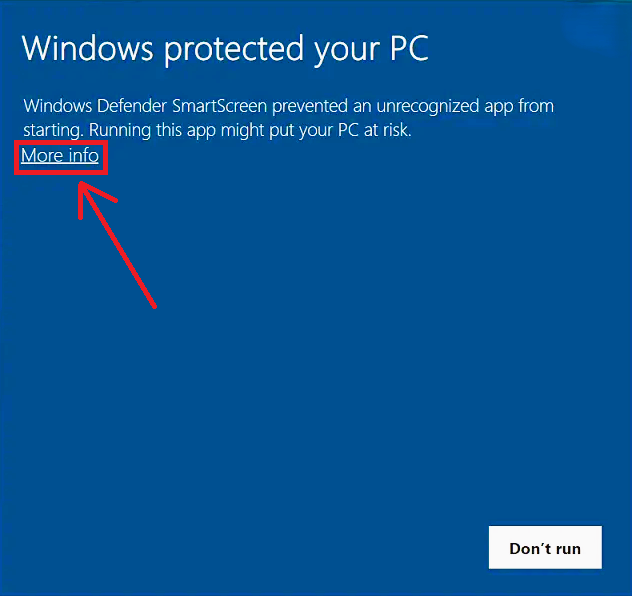 Windows protected your PC
Windows Defender SmartScreen prevented an unrecognized app from
starting. Running this app might put your PC at risk.
More info
Don't run